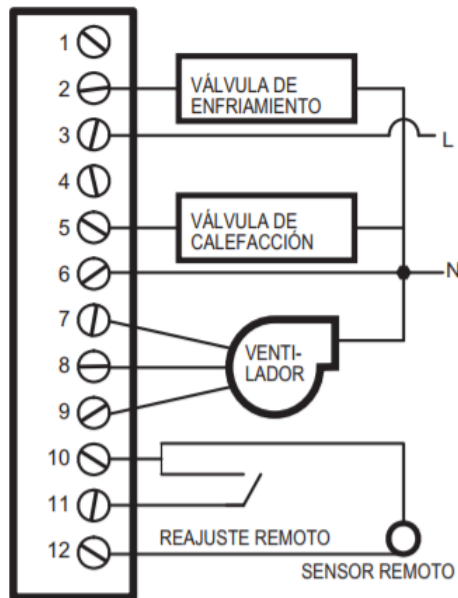 1
2
VÁLVULA DE
ENFRIAMIENTO
3
L
4
5
VÁLVULA DE
CALEFACCIÓN
6
N
7
8
VENTI-
LADOR
9
10
11
REAJUSTE REMOTO
12
SENSOR REMOTO